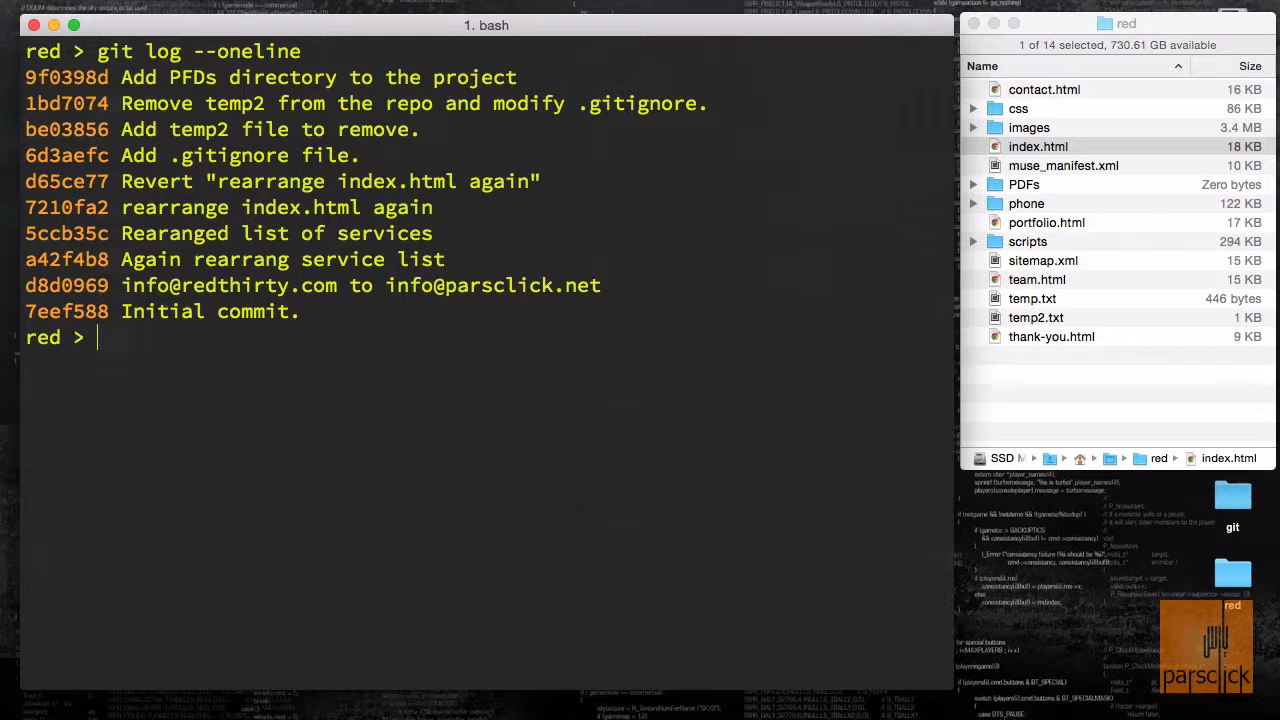 1. bash
red > git log --oneline
9f0398d Add PFDs directory to the project
1bd7074 Remove temp2 from the repo and modify .gitignore.
be03856 Add temp2 file to remove.
6d3aefc Add .gitignore file.
d65ce77 Revert "rearrange index.html again"
7210fa2 rearrange index.html again
5ccb35c Rearanged list of services
a42f4b8 Again rearrang service list
d8d0969 info@redthirty.com to info@parsclick.net
7eef588 Initial commit.
red >
red
1 of 14 selected, 730.61 GB available
Name Size
contact.html 16 KB
css 86 KB
images 3.4 MB
index.html 18 KB
muse_manifest.xml 10 KB
PDFs Zero bytes
phone 122 KB
portfolio.html 17 KB
scripts 294 KB
sitemap.xml 15 KB
team.html 15 KB
temp.txt 446 bytes
temp2.txt 1 KB
thank-you.html 9 KB
SSD M red index.html
git
red
parsclick